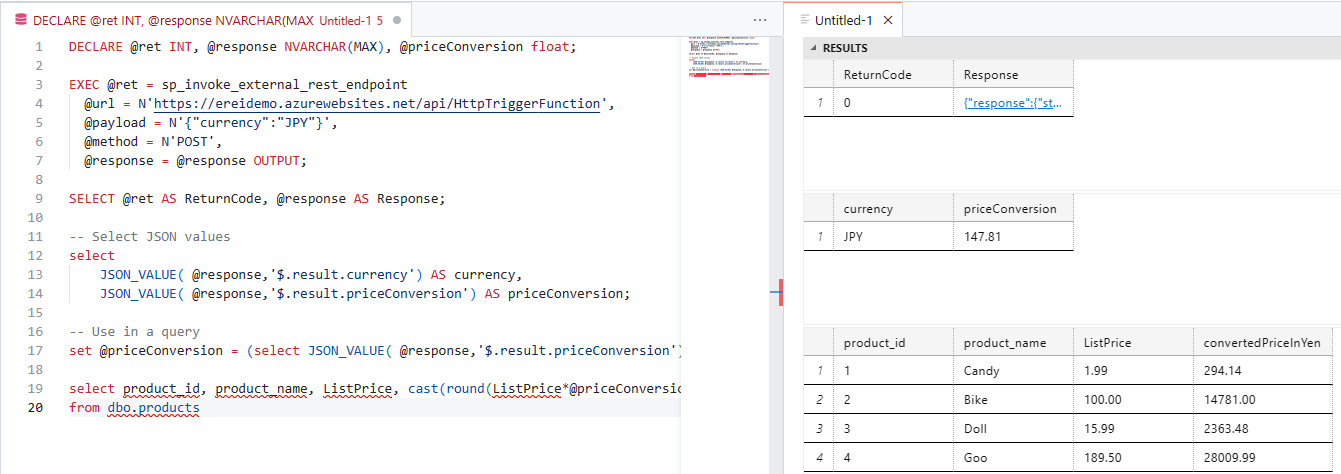 DECLARE @ret INT, @response NVARCHAR(MAX Untitled-1 5
1 DECLARE @ret INT, @response NVARCHAR(MAX), @priceConversion float;
2
3 EXEC @ret = sp_invoke_external_rest_endpoint
4 @url = N'https://ereidemo.azurewebsites.net/api/HttpTriggerFunction',
5 @payload = N'{"currency":"JPY"}',
6 @method = N'POST',
7 @response = @response OUTPUT;
8
9 SELECT @ret AS ReturnCode, @response AS Response;
10
11 -- Select JSON values
12 select
13 JSON_VALUE( @response,'$.result.currency') AS currency,
14 JSON_VALUE( @response,'$.result.priceConversion') AS priceConversion;
15
16 -- Use in a query
17 set @priceConversion = (select JSON_VALUE( @response,'$.result.priceConversion')
18
19 select product_id, product_name, ListPrice, cast(round(ListPrice*@priceConversio
20 from dbo.products
Untitled-1
RESULTS
ReturnCode Response
1 0 {"response":{"st...
currency priceConversion
1 JPY 147.81
product_id product_name ListPrice convertedPriceInYen
1 1 Candy 1.99 294.14
2 2 Bike 100.00 14781.00
3 3 Doll 15.99 2363.48
4 4 Goo 189.50 28009.99